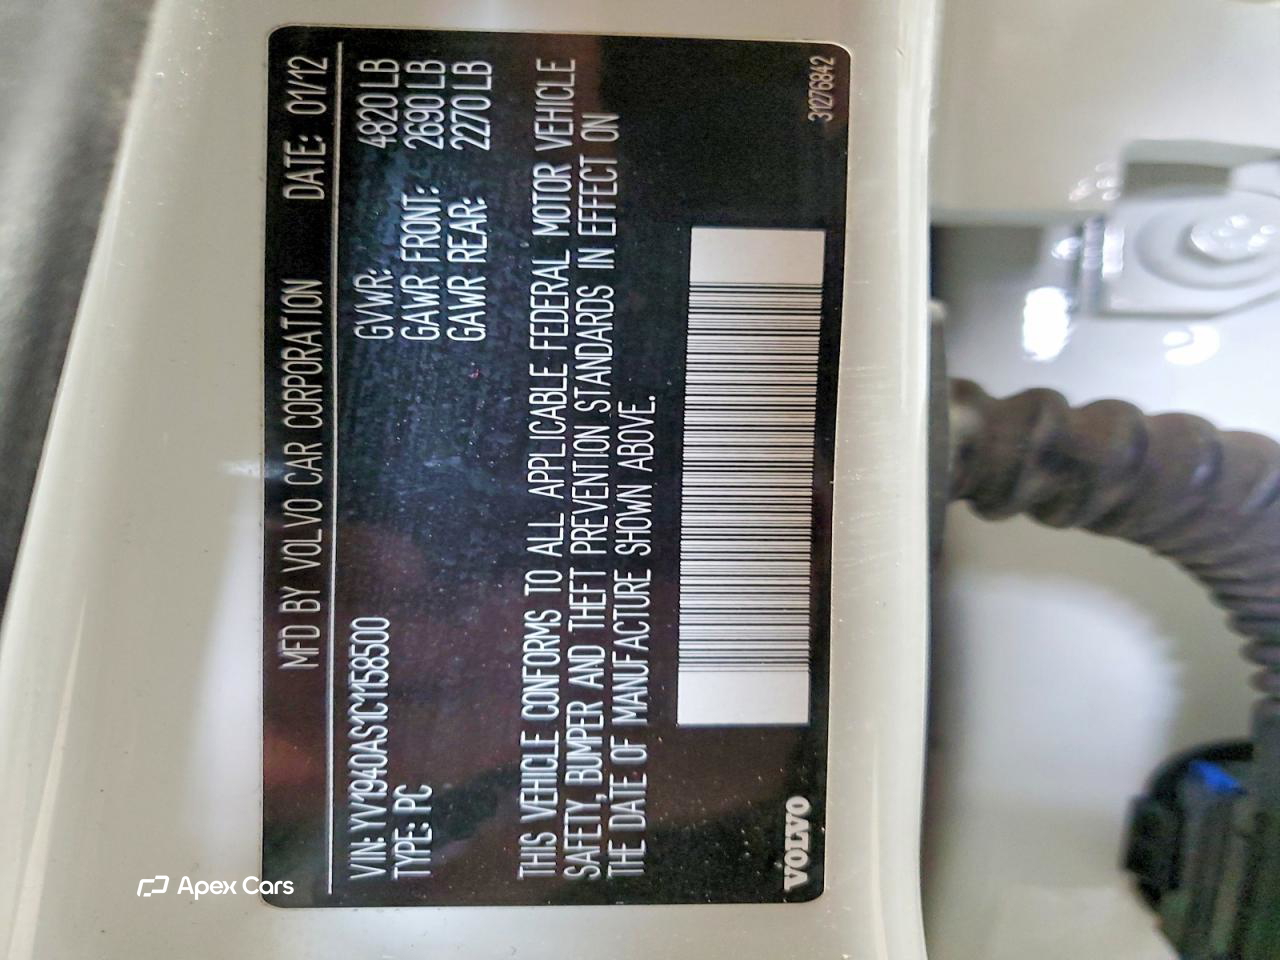 MFD BY VOLVO CAR CORPORATION DATE: 01/12
VIN: YV1940AS1C1158500 GVWR: 4820 LB
TYPE: PC GAWR FRONT: 2690 LB
GAWR REAR: 2270 LB
THIS VEHICLE CONFORMS TO ALL APPLICABLE FEDERAL MOTOR VEHICLE
SAFETY, BUMPER AND THEFT PREVENTION STANDARDS IN EFFECT ON
THE DATE OF MANUFACTURE SHOWN ABOVE.
VOLVO 31276842
Apex Cars